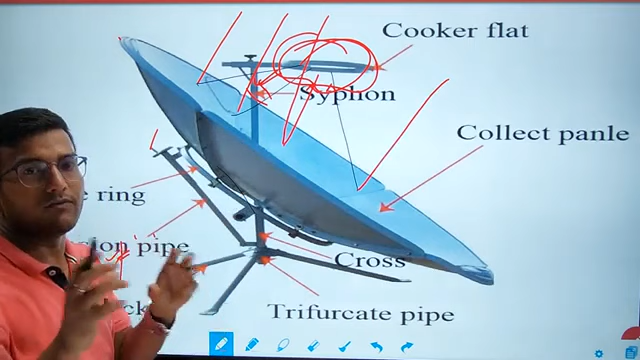 Cooker flat
Syphon
Collect panle
ring
pipe
Cross
Trifurcate pipe